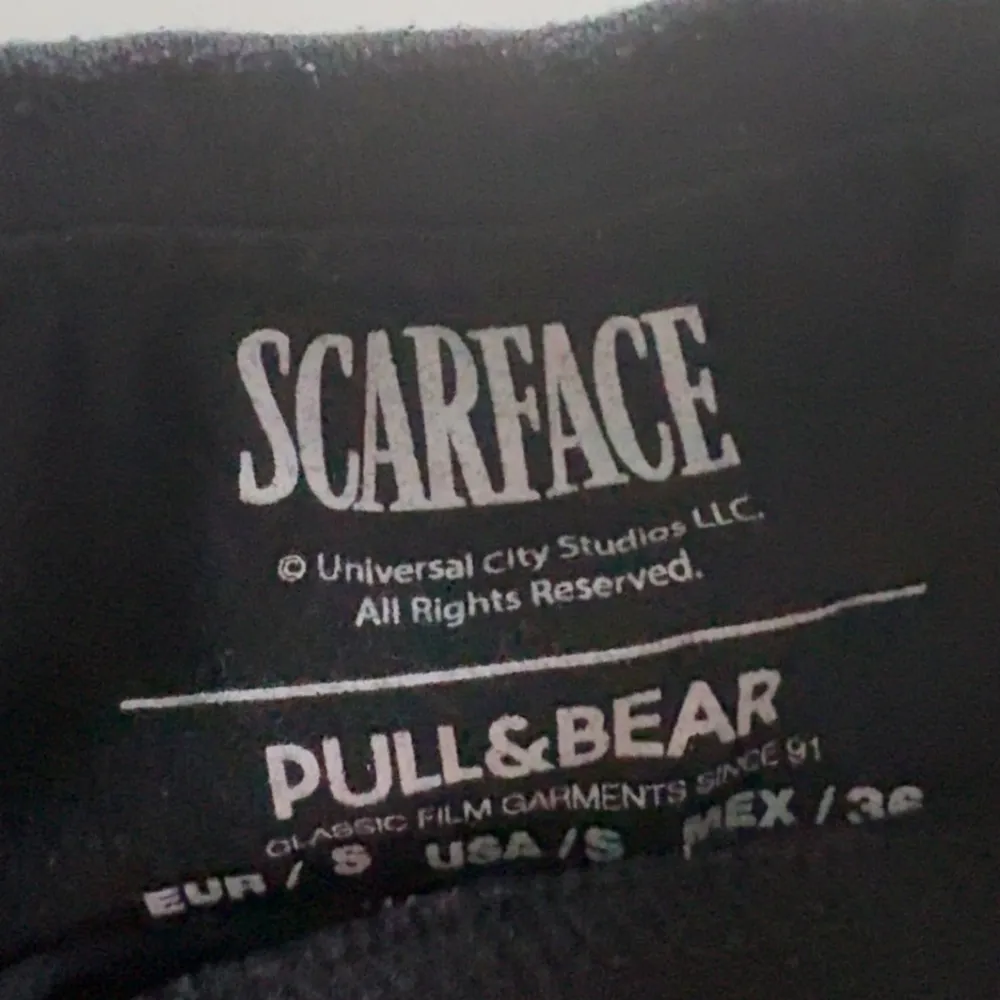 SCARFACE
© Universal City Studios LLC.
All Rights Reserved.
PULL&BEAR
CLASSIC FILM GARMENTS SINCE 91
EUR / S USA / S MEX / 36